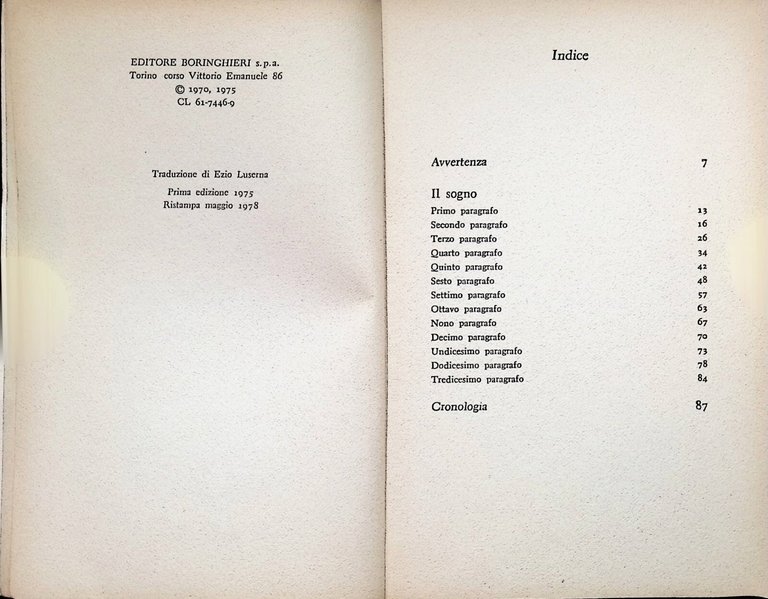 EDITORE BORINGHIERI s.p.a.
Torino corso Vittorio Emanuele 86
© 1970, 1975
CL 61-7446-9
Traduzione di Ezio Luserna
Prima edizione 1975
Ristampa maggio 1978
Indice
Avvertenza 7
Il sogno
Primo paragrafo 13
Secondo paragrafo 16
Terzo paragrafo 26
Quarto paragrafo 34
Quinto paragrafo 42
Sesto paragrafo 48
Settimo paragrafo 57
Ottavo paragrafo 63
Nono paragrafo 67
Decimo paragrafo 70
Undicesimo paragrafo 73
Dodicesimo paragrafo 78
Tredicesimo paragrafo 84
Cronologia 87